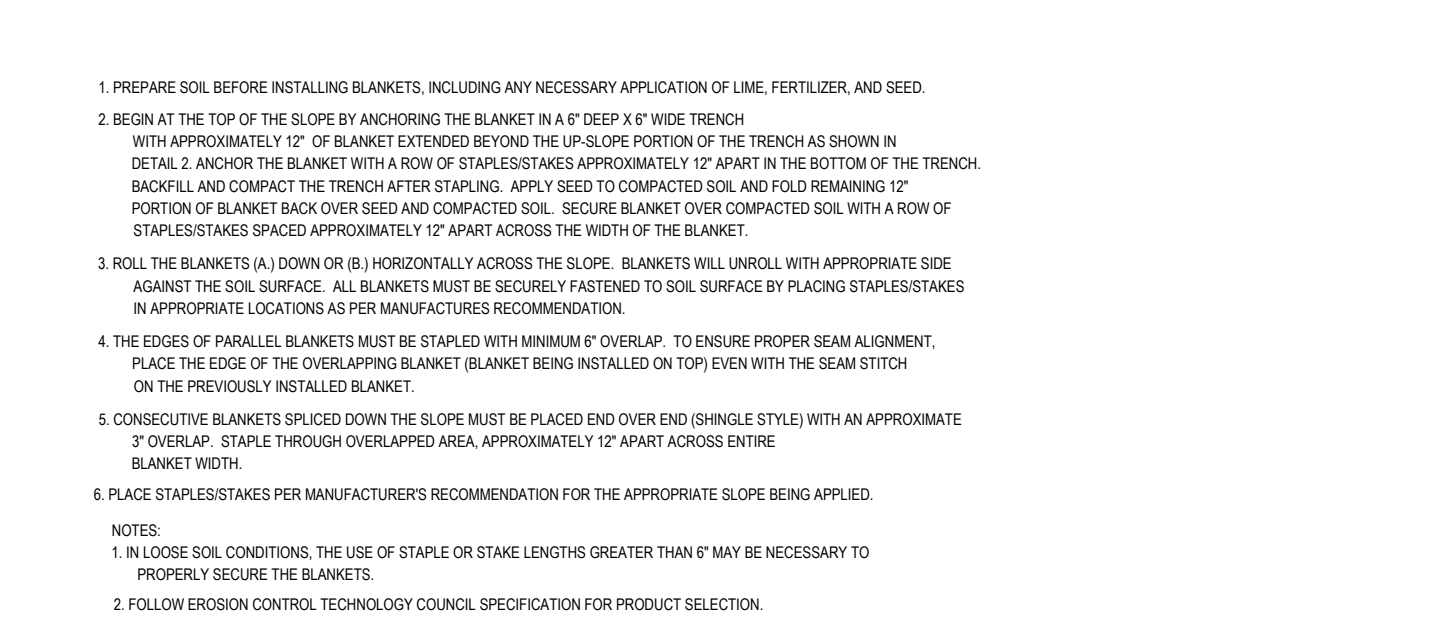 1. PREPARE SOIL BEFORE INSTALLING BLANKETS, INCLUDING ANY NECESSARY APPLICATION OF LIME, FERTILIZER, AND SEED.
2. BEGIN AT THE TOP OF THE SLOPE BY ANCHORING THE BLANKET IN A 6" DEEP X 6" WIDE TRENCH
WITH APPROXIMATELY 12" OF BLANKET EXTENDED BEYOND THE UP-SLOPE PORTION OF THE TRENCH AS SHOWN IN
DETAIL 2. ANCHOR THE BLANKET WITH A ROW OF STAPLES/STAKES APPROXIMATELY 12" APART IN THE BOTTOM OF THE TRENCH.
BACKFILL AND COMPACT THE TRENCH AFTER STAPLING. APPLY SEED TO COMPACTED SOIL AND FOLD REMAINING 12"
PORTION OF BLANKET BACK OVER SEED AND COMPACTED SOIL. SECURE BLANKET OVER COMPACTED SOIL WITH A ROW OF
STAPLES/STAKES SPACED APPROXIMATELY 12" APART ACROSS THE WIDTH OF THE BLANKET.
3. ROLL THE BLANKETS (A.) DOWN OR (B.) HORIZONTALLY ACROSS THE SLOPE. BLANKETS WILL UNROLL WITH APPROPRIATE SIDE
AGAINST THE SOIL SURFACE. ALL BLANKETS MUST BE SECURELY FASTENED TO SOIL SURFACE BY PLACING STAPLES/STAKES
IN APPROPRIATE LOCATIONS AS PER MANUFACTURES RECOMMENDATION.
4. THE EDGES OF PARALLEL BLANKETS MUST BE STAPLED WITH MINIMUM 6" OVERLAP. TO ENSURE PROPER SEAM ALIGNMENT,
PLACE THE EDGE OF THE OVERLAPPING BLANKET (BLANKET BEING INSTALLED ON TOP) EVEN WITH THE SEAM STITCH
ON THE PREVIOUSLY INSTALLED BLANKET.
5. CONSECUTIVE BLANKETS SPLICED DOWN THE SLOPE MUST BE PLACED END OVER END (SHINGLE STYLE) WITH AN APPROXIMATE
3" OVERLAP. STAPLE THROUGH OVERLAPPED AREA, APPROXIMATELY 12" APART ACROSS ENTIRE
BLANKET WIDTH.
6. PLACE STAPLES/STAKES PER MANUFACTURER'S RECOMMENDATION FOR THE APPROPRIATE SLOPE BEING APPLIED.
NOTES:
1. IN LOOSE SOIL CONDITIONS, THE USE OF STAPLE OR STAKE LENGTHS GREATER THAN 6" MAY BE NECESSARY TO
PROPERLY SECURE THE BLANKETS.
2. FOLLOW EROSION CONTROL TECHNOLOGY COUNCIL SPECIFICATION FOR PRODUCT SELECTION.